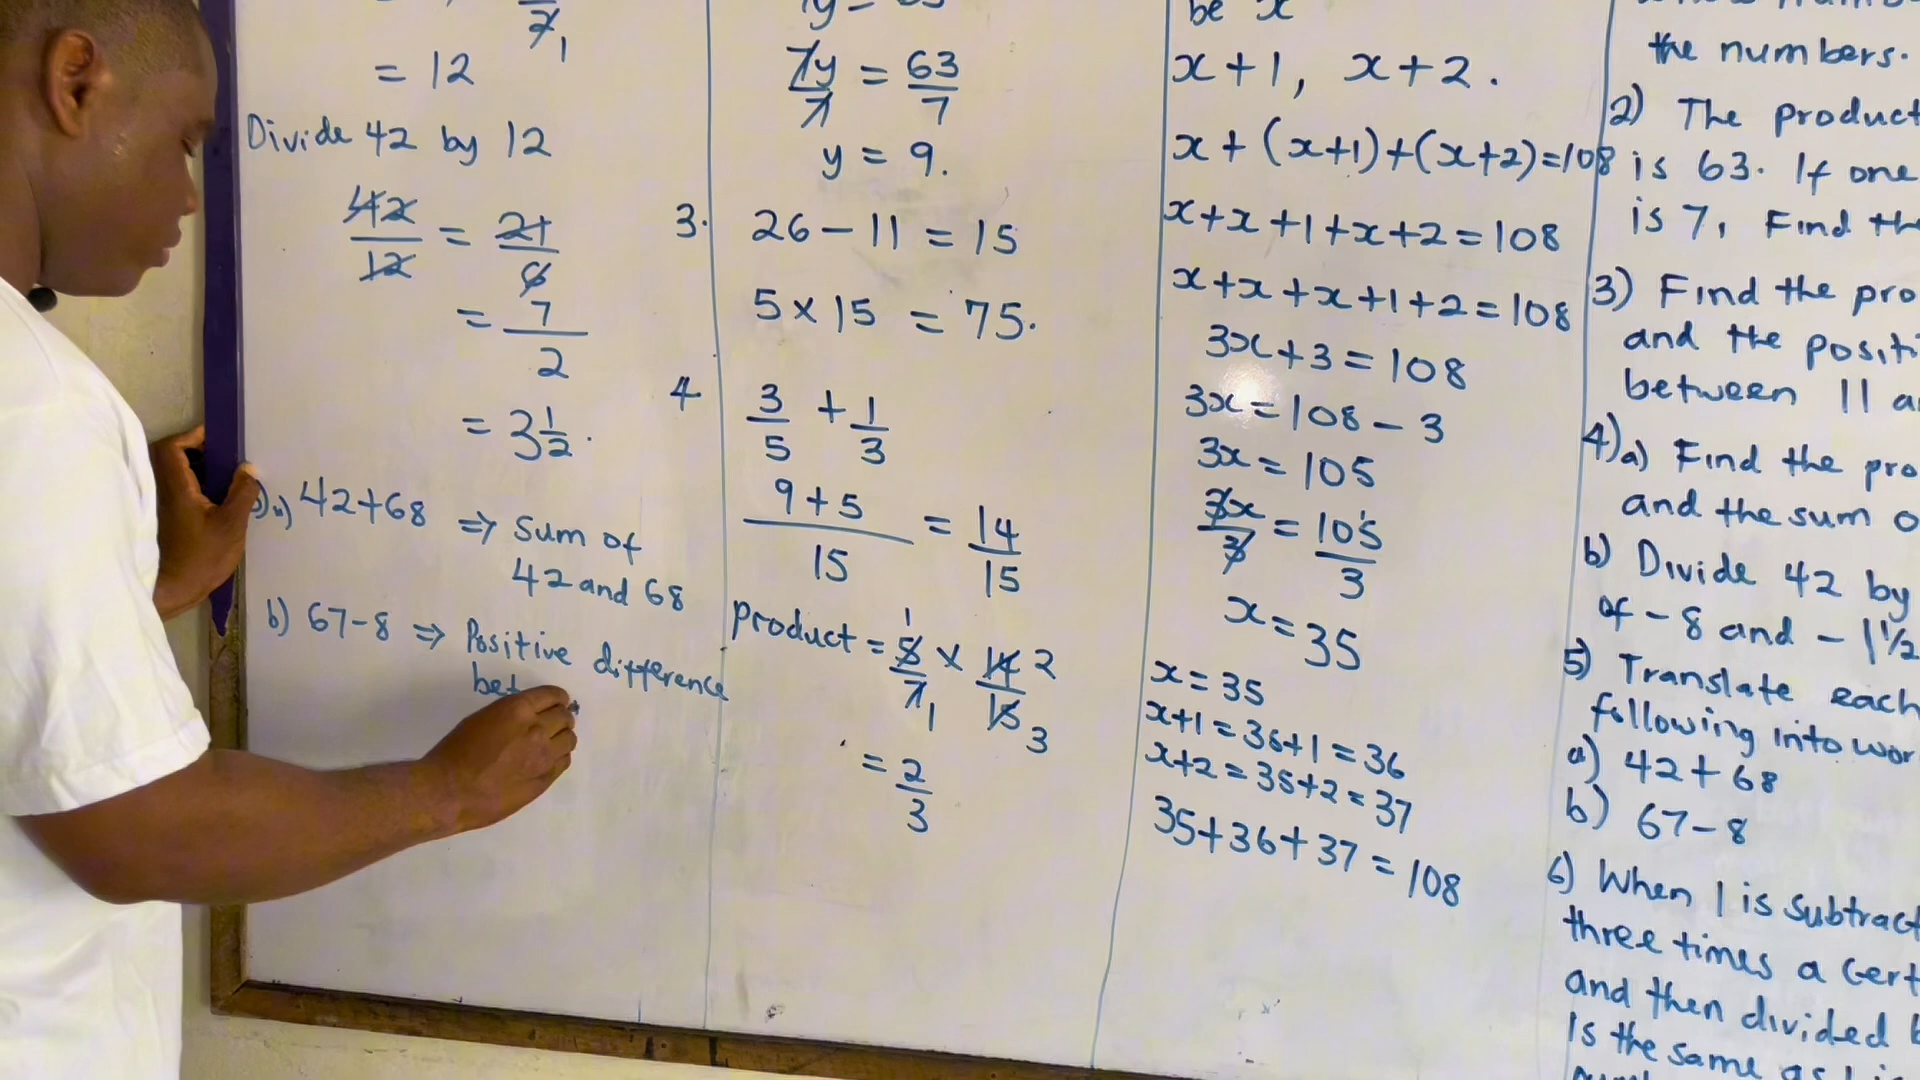 7 1
= 12
Divide 42 by 12
42/12 = 21/6
= 7/2
= 3 1/2.
a) 42+68 ⇒ Sum of
42 and 68
b) 67-8 ⇒ Positive difference
bet
7y/7 = 63/7
y = 9.
3. 26 - 11 = 15
5 × 15 = 75.
4 3/5 + 1/3
9+5/15 = 14/15
Product = 1 5/7 1 × 14/15 2 3
= 2/3
be x
x+1, x+2.
x + (x+1)+(x+2)=108
x+x+1+x+2=108
x+x+x+1+2=108
3x+3=108
3x=108-3
3x=105
3x/3 = 105/3
x=35
x=35
x+1=35+1=36
x+2=35+2=37
35+36+37=108
the numbers.
2) The product
is 63. If one
is 7, Find th
3) Find the pro
and the positi
between 11 a
4) a) Find the pro
and the sum o
b) Divide 42 by
of -8 and -1 1/2
5) Translate each
following into wor
a) 42+68
b) 67-8
6) When 1 is subtract
three times a cert
and then divided b
is the same as